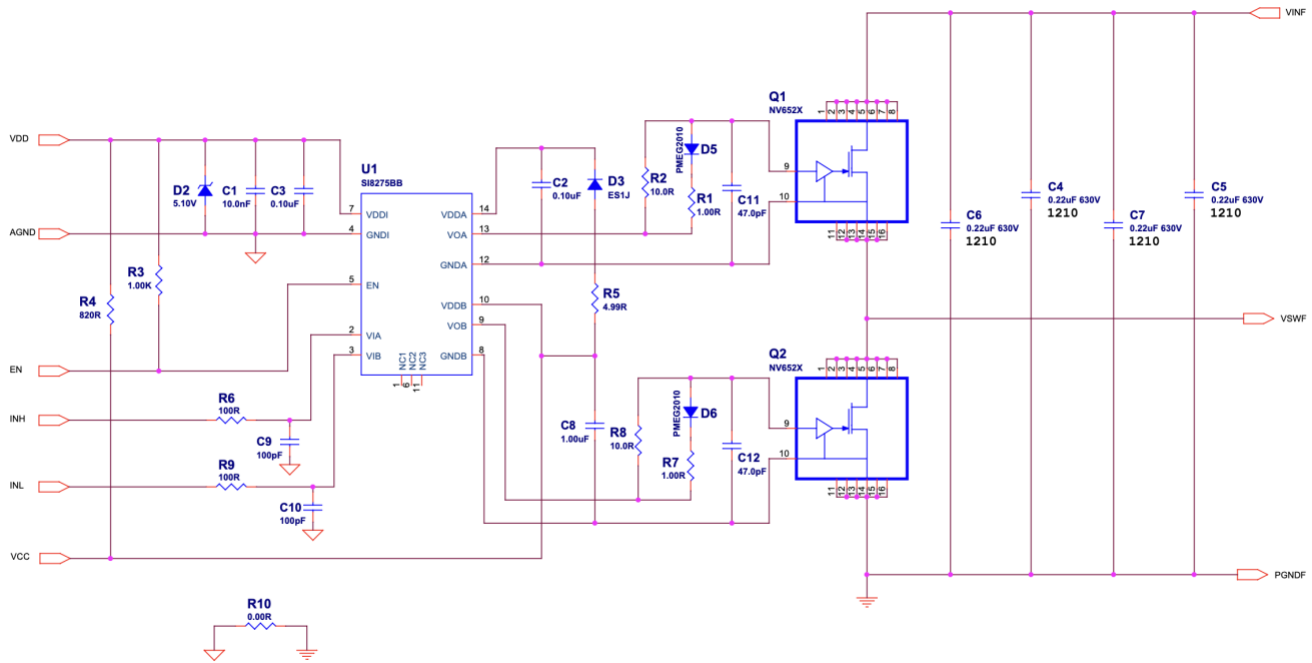 VINF
Q1
NV652X
1 2 3 4 5 6 7 8
VDD
U1
SI8275BB
PMEG2010
D5
D2
5.10V
C1
10.0nF
C3
0.10uF
C2
0.10uF
D3
ES1J
R2
10.0R
R1
1.00R
C11
47.0pF
9
10
7
VDDI
VDDA
14
4
GNDI
VOA
13
AGND
GNDA
12
11 12 13 14 15 16
C4
0.22uF 630V
1210
C5
0.22uF 630V
1210
C6
0.22uF 630V
1210
C7
0.22uF 630V
1210
R3
1.00K
5
EN
R4
820R
R5
4.99R
VDDB
10
VOB
9
2
VIA
3
VIB
GNDB
8
NC1
NC2
NC3
1
6
11
VSWF
EN
Q2
NV652X
1 2 3 4 5 6 7 8
INH
R6
100R
C9
100pF
PMEG2010
D6
C8
1.00uF
R8
10.0R
R7
1.00R
C12
47.0pF
9
10
11 12 13 14 15 16
INL
R9
100R
C10
100pF
VCC
PGNDF
R10
0.00R